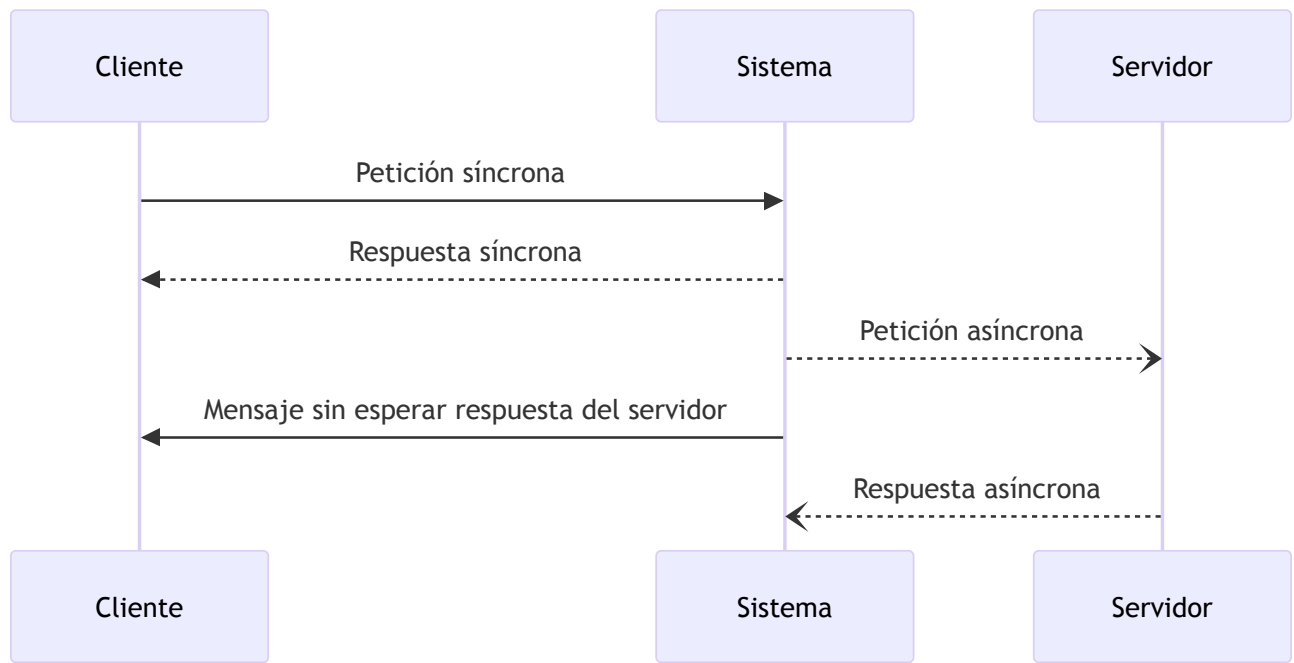 Cliente
Sistema
Servidor
Petición síncrona
Respuesta síncrona
Petición asíncrona
Mensaje sin esperar respuesta del servidor
Respuesta asíncrona
Cliente
Sistema
Servidor